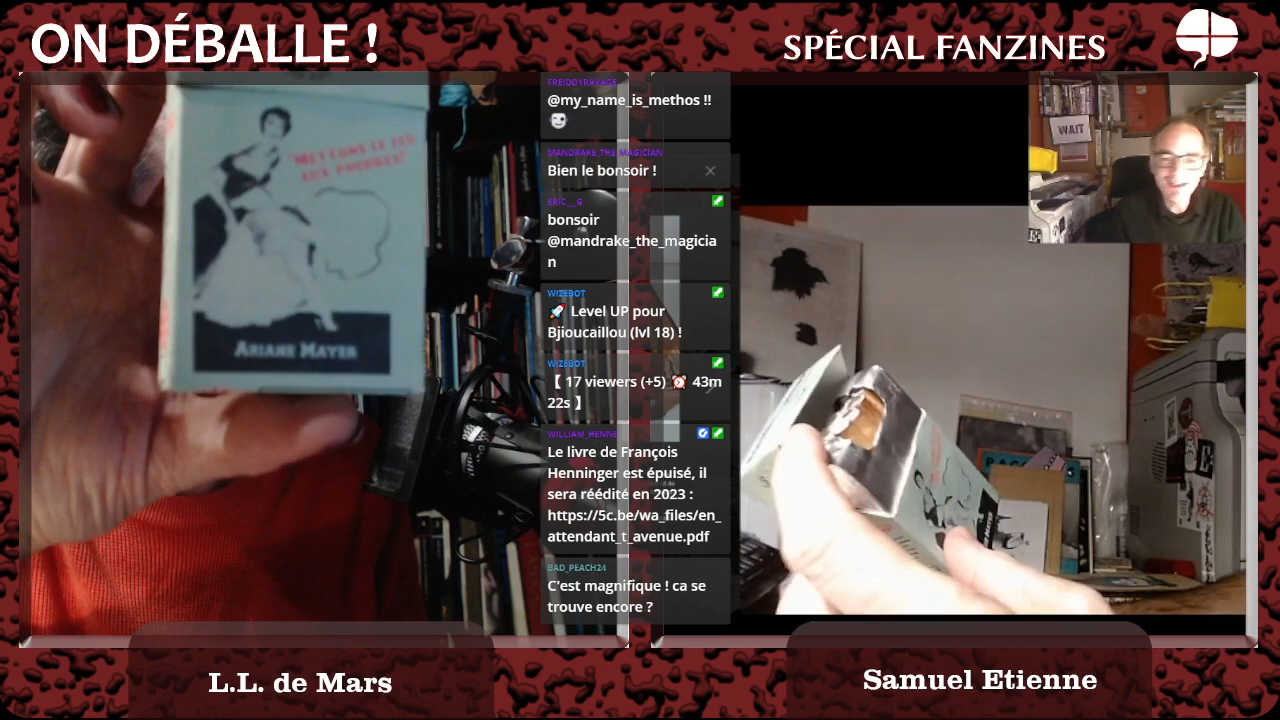 ON DÉBALLE !
SPÉCIAL FANZINES
"METTONS LE FEU
AUX POUDRES!"
ARIANE MAYER
FREIDDYRAVAGE
@my_name_is_methos !!
MANDRAKE_THE_MAGICIAN
Bien le bonsoir !
ERIC__G
bonsoir
@mandrake_the_magicia
n
WIZEBOT
🚀 Level UP pour
Bjioucaillou (lvl 18) !
WIZEBOT
【 17 viewers (+5) ⏰ 43m
22s 】
WILLIAM_HENNE
Le livre de François
Henninger est épuisé, il
sera réédité en 2023 :
https://5c.be/wa_files/en_
attendant_t_avenue.pdf
BAD_PEACH24
C'est magnifique ! ca se
trouve encore ?
WAIT
L.L. de Mars
Samuel Etienne